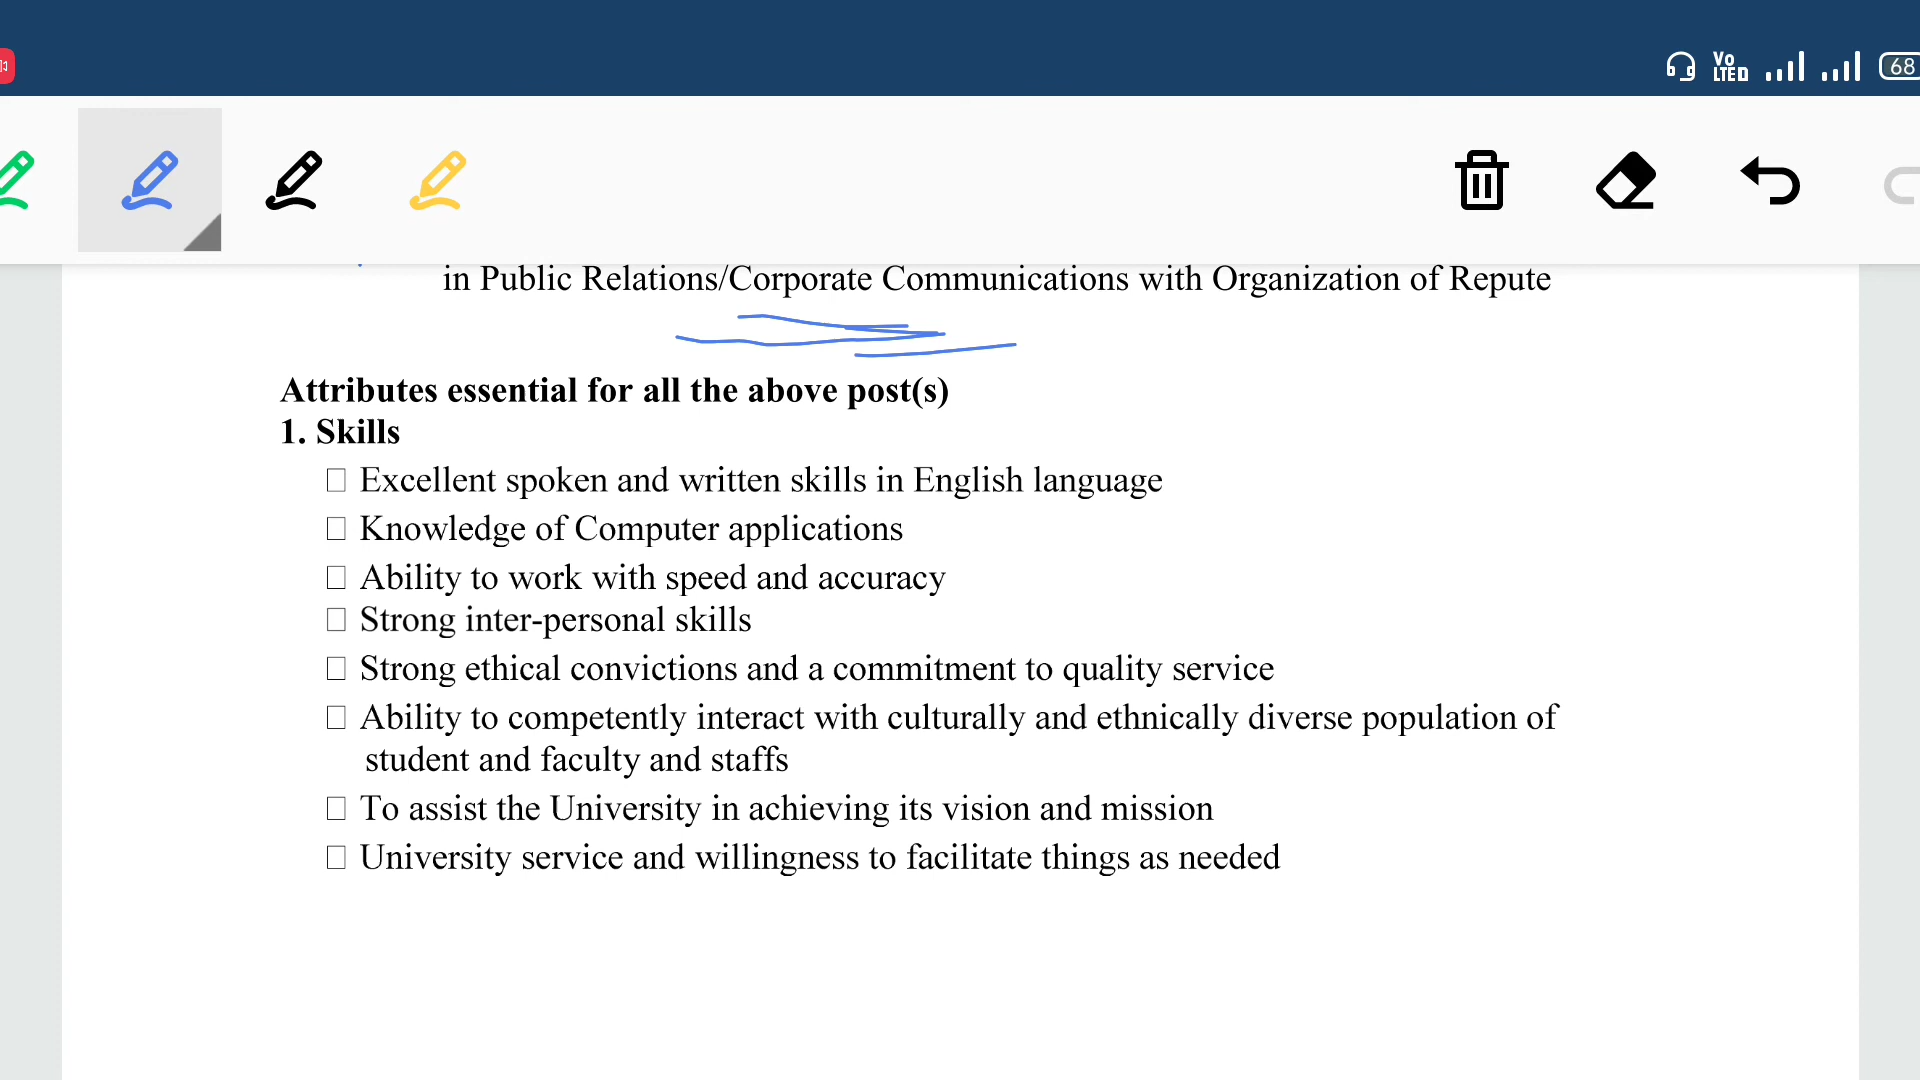 Vo
LTED
68
in Public Relations/Corporate Communications with Organization of Repute
Attributes essential for all the above post(s)
1. Skills
□ Excellent spoken and written skills in English language
□ Knowledge of Computer applications
□ Ability to work with speed and accuracy
□ Strong inter-personal skills
□ Strong ethical convictions and a commitment to quality service
□ Ability to competently interact with culturally and ethnically diverse population of
student and faculty and staffs
□ To assist the University in achieving its vision and mission
□ University service and willingness to facilitate things as needed